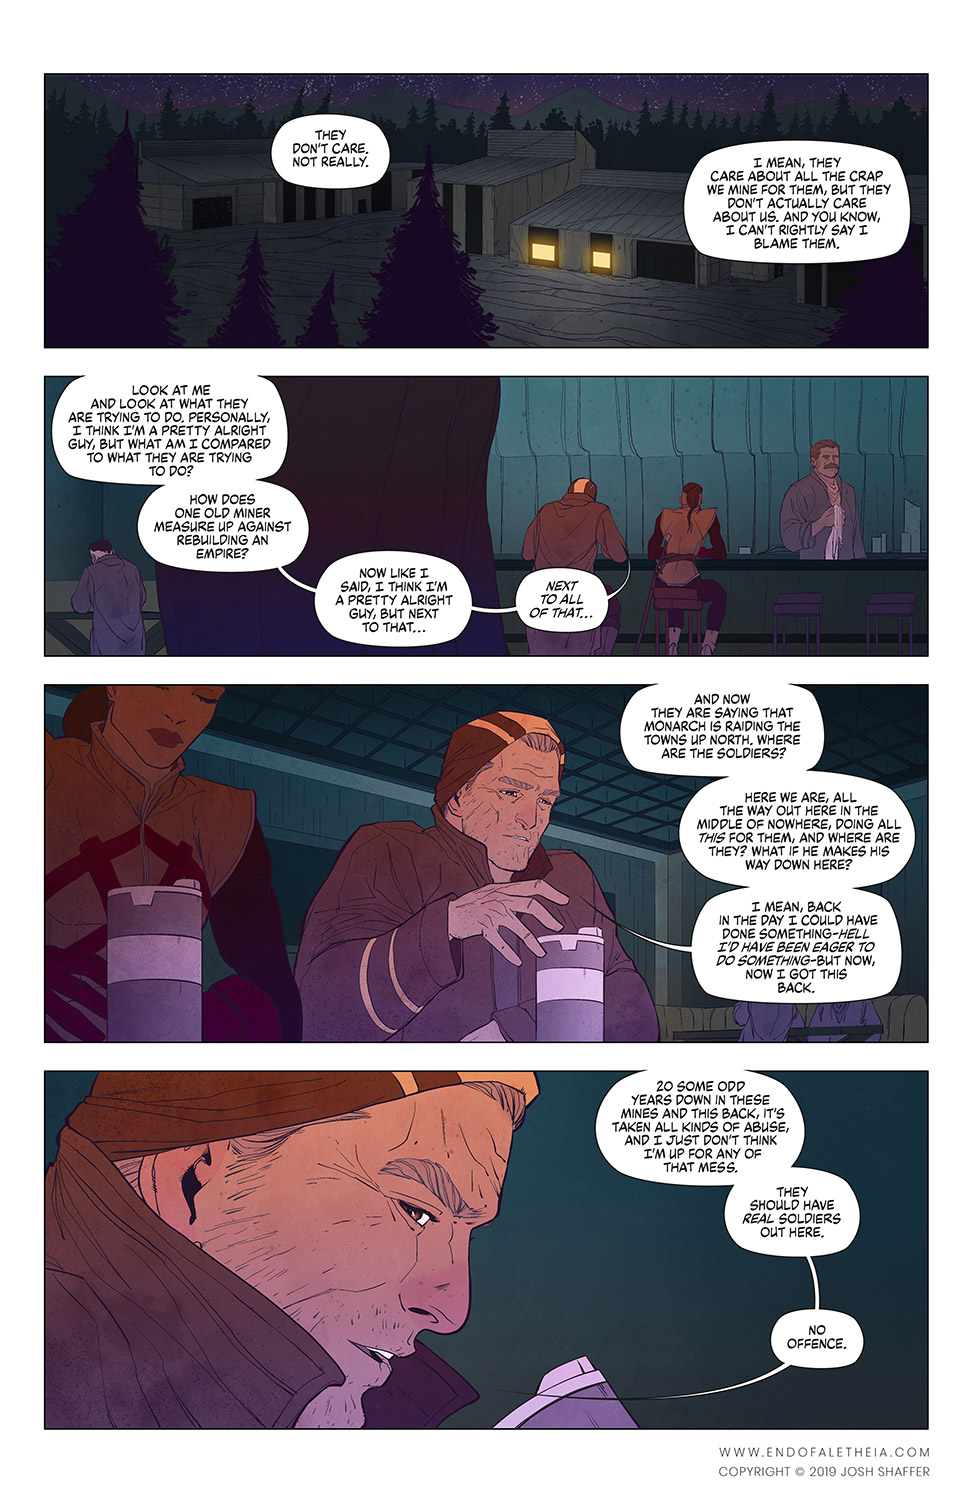 THEY
DON'T CARE.
NOT REALLY.
I MEAN, THEY
CARE ABOUT ALL THE CRAP
WE MINE FOR THEM, BUT THEY
DON'T ACTUALLY CARE
ABOUT US. AND YOU KNOW,
I CAN'T RIGHTLY SAY I
BLAME THEM.
LOOK AT ME
AND LOOK AT WHAT THEY
ARE TRYING TO DO. PERSONALLY,
I THINK I'M A PRETTY ALRIGHT
GUY, BUT WHAT AM I COMPARED
TO WHAT THEY ARE TRYING
TO DO?
HOW DOES
ONE OLD MINER
MEASURE UP AGAINST
REBUILDING AN
EMPIRE?
NOW LIKE I
SAID, I THINK I'M
A PRETTY ALRIGHT
GUY, BUT NEXT
TO THAT...
NEXT
TO ALL
OF THAT...
AND NOW
THEY ARE SAYING THAT
MONARCH IS RAIDING THE
TOWNS UP NORTH. WHERE
ARE THE SOLDIERS?
HERE WE ARE, ALL
THE WAY OUT HERE IN THE
MIDDLE OF NOWHERE, DOING ALL
THIS FOR THEM, AND WHERE ARE
THEY? WHAT IF HE MAKES HIS
WAY DOWN HERE?
I MEAN, BACK
IN THE DAY I COULD HAVE
DONE SOMETHING-HELL
I'D HAVE BEEN EAGER TO
DO SOMETHING-BUT NOW,
NOW I GOT THIS
BACK.
20 SOME ODD
YEARS DOWN IN THESE
MINES AND THIS BACK, IT'S
TAKEN ALL KINDS OF ABUSE,
AND I JUST DON'T THINK
I'M UP FOR ANY OF
THAT MESS.
THEY
SHOULD HAVE
REAL SOLDIERS
OUT HERE.
NO
OFFENCE.
WWW.ENDOFALETHEIA.COM
COPYRIGHT © 2019 JOSH SHAFFER